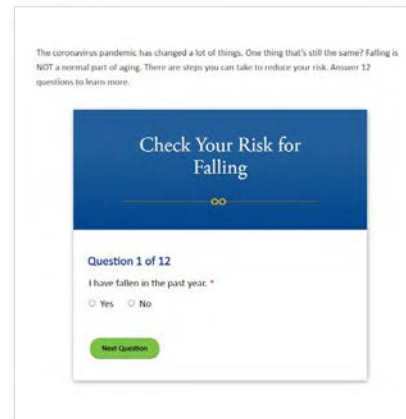 The coronavirus pandemic has changed a lot of things. One thing that's still the same? Falling is
NOT a normal part of aging. There are steps you can take to reduce your risk. Answer 12
questions to learn more.
Check Your Risk for
Falling
Question 1 of 12
I have fallen in the past year. *
Yes No
Next Question